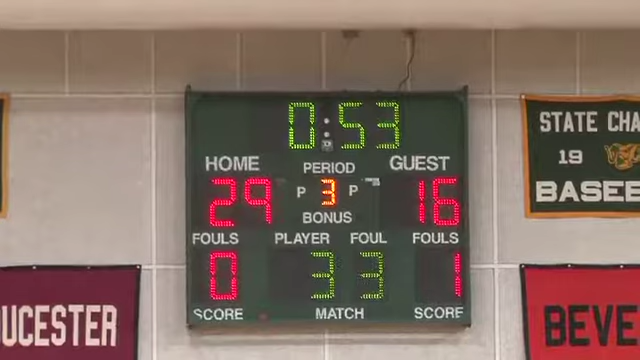 0:53
HOME PERIOD GUEST
29 P 3 P 16
BONUS
FOULS PLAYER FOUL FOULS
0 3 3 1
SCORE MATCH SCORE
STATE CHA
19
BASEB
UCESTER
BEVE